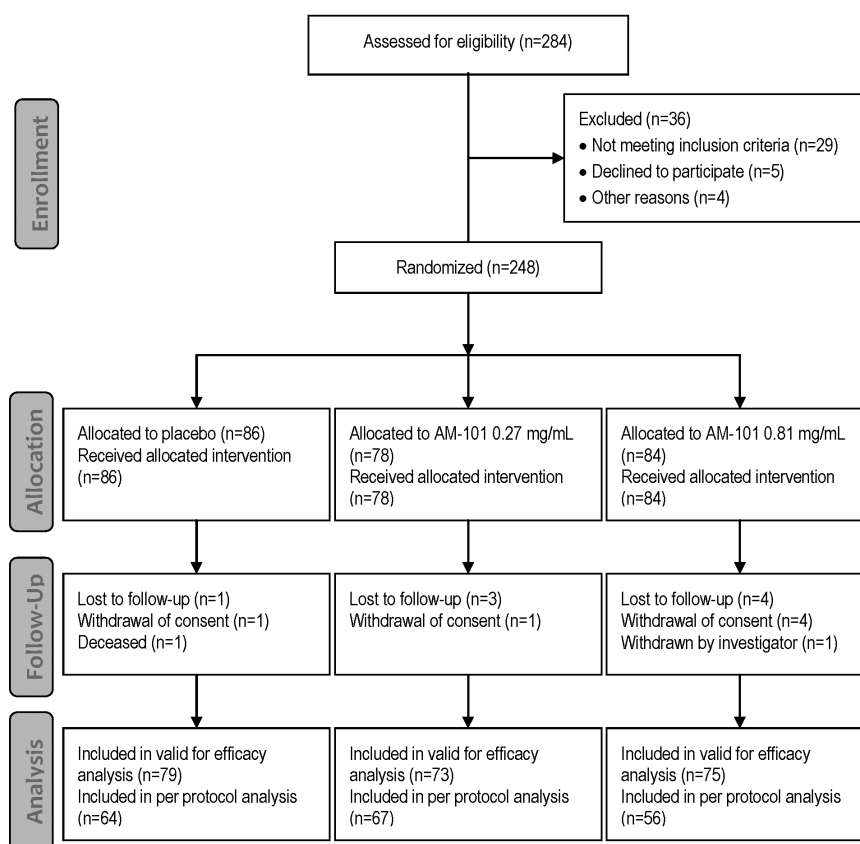 Assessed for eligibility (n=284)
Enrollment
Excluded (n=36)
● Not meeting inclusion criteria (n=29)
● Declined to participate (n=5)
● Other reasons (n=4)
Randomized (n=248)
Allocation
Allocated to placebo (n=86)
Received allocated intervention
(n=86)
Allocated to AM-101 0.27 mg/mL
(n=78)
Received allocated intervention
(n=78)
Allocated to AM-101 0.81 mg/mL
(n=84)
Received allocated intervention
(n=84)
Follow-Up
Lost to follow-up (n=1)
Withdrawal of consent (n=1)
Deceased (n=1)
Lost to follow-up (n=3)
Withdrawal of consent (n=1)
Lost to follow-up (n=4)
Withdrawal of consent (n=4)
Withdrawn by investigator (n=1)
Analysis
Included in valid for efficacy
analysis (n=79)
Included in per protocol analysis
(n=64)
Included in valid for efficacy
analysis (n=73)
Included in per protocol analysis
(n=67)
Included in valid for efficacy
analysis (n=75)
Included in per protocol analysis
(n=56)